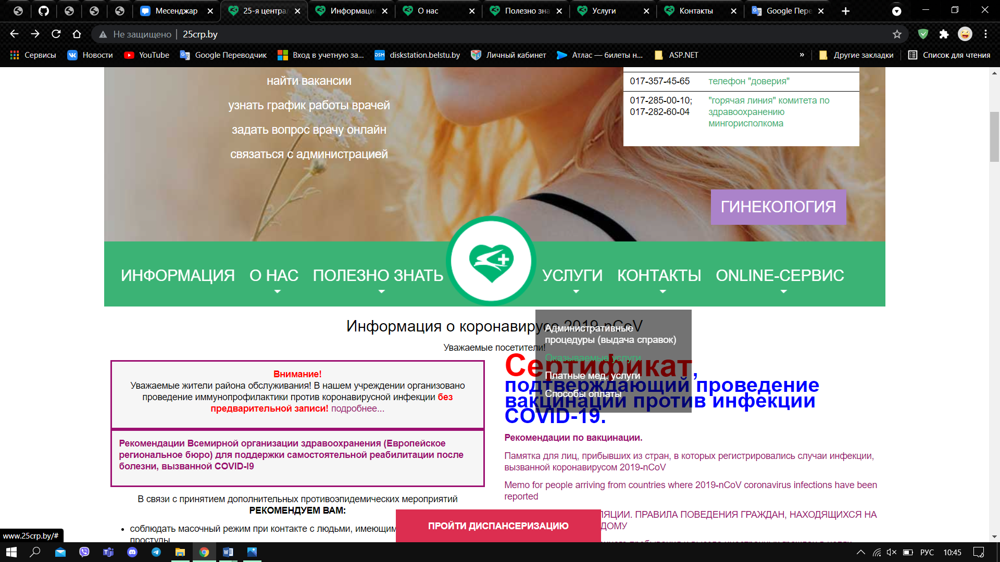 Месенджар
25-я централ
Информация
О нас
Полезно зна
Услуги
Контакты
Google Пере
Не защищено
25crp.by
Сервисы
Новости
YouTube
Google Переводчик
Вход в учетную за...
diskstation.belstu.by
Личный кабинет
Атлас — билеты н...
ASP.NET
»
Другие закладки
Список для чтения
найти вакансии
узнать график работы врачей
задать вопрос врачу онлайн
связаться с администрацией
017-357-45-65 телефон "доверия"
017-285-00-10; "горячая линия" комитета по
017-282-60-04 здравоохранению
мингорисполкома
ГИНЕКОЛОГИЯ
ИНФОРМАЦИЯ О НАС ПОЛЕЗНО ЗНАТЬ УСЛУГИ КОНТАКТЫ ONLINE-СЕРВИС
Информация о коронавирусе 2019-nCoV
Уважаемые посетители!
Административные
процедуры (выдача справок)
Оказываемые услуги
Платные мед. услуги
Способы оплаты
Внимание!
Уважаемые жители района обслуживания! В нашем учреждении организовано
проведение иммунопрофилактики против коронавирусной инфекции без
предварительной записи! подробнее...
Рекомендации Всемирной организации здравоохранения (Европейское
региональное бюро) для поддержки самостоятельной реабилитации после
болезни, вызванной COVID-I9
В связи с принятием дополнительных противоэпидемических мероприятий
РЕКОМЕНДУЕМ ВАМ:
соблюдать масочный режим при контакте с людьми, имеющим
простуды
Сертификат,
подтверждающий проведение
вакцинации против инфекции
COVID-19.
Рекомендации по вакцинации.
Памятка для лиц, прибывших из стран, в которых регистрировались случаи инфекции,
вызванной коронавирусом 2019-nCoV
Memo for people arriving from countries where 2019-nCoV coronavirus infections have been
reported
ЛЯЦИИ. ПРАВИЛА ПОВЕДЕНИЯ ГРАЖДАН, НАХОДЯЩИХСЯ НА
ДОМУ
ПРОЙТИ ДИСПАНСЕРИЗАЦИЮ
www.25crp.by/#
РУС
10:45